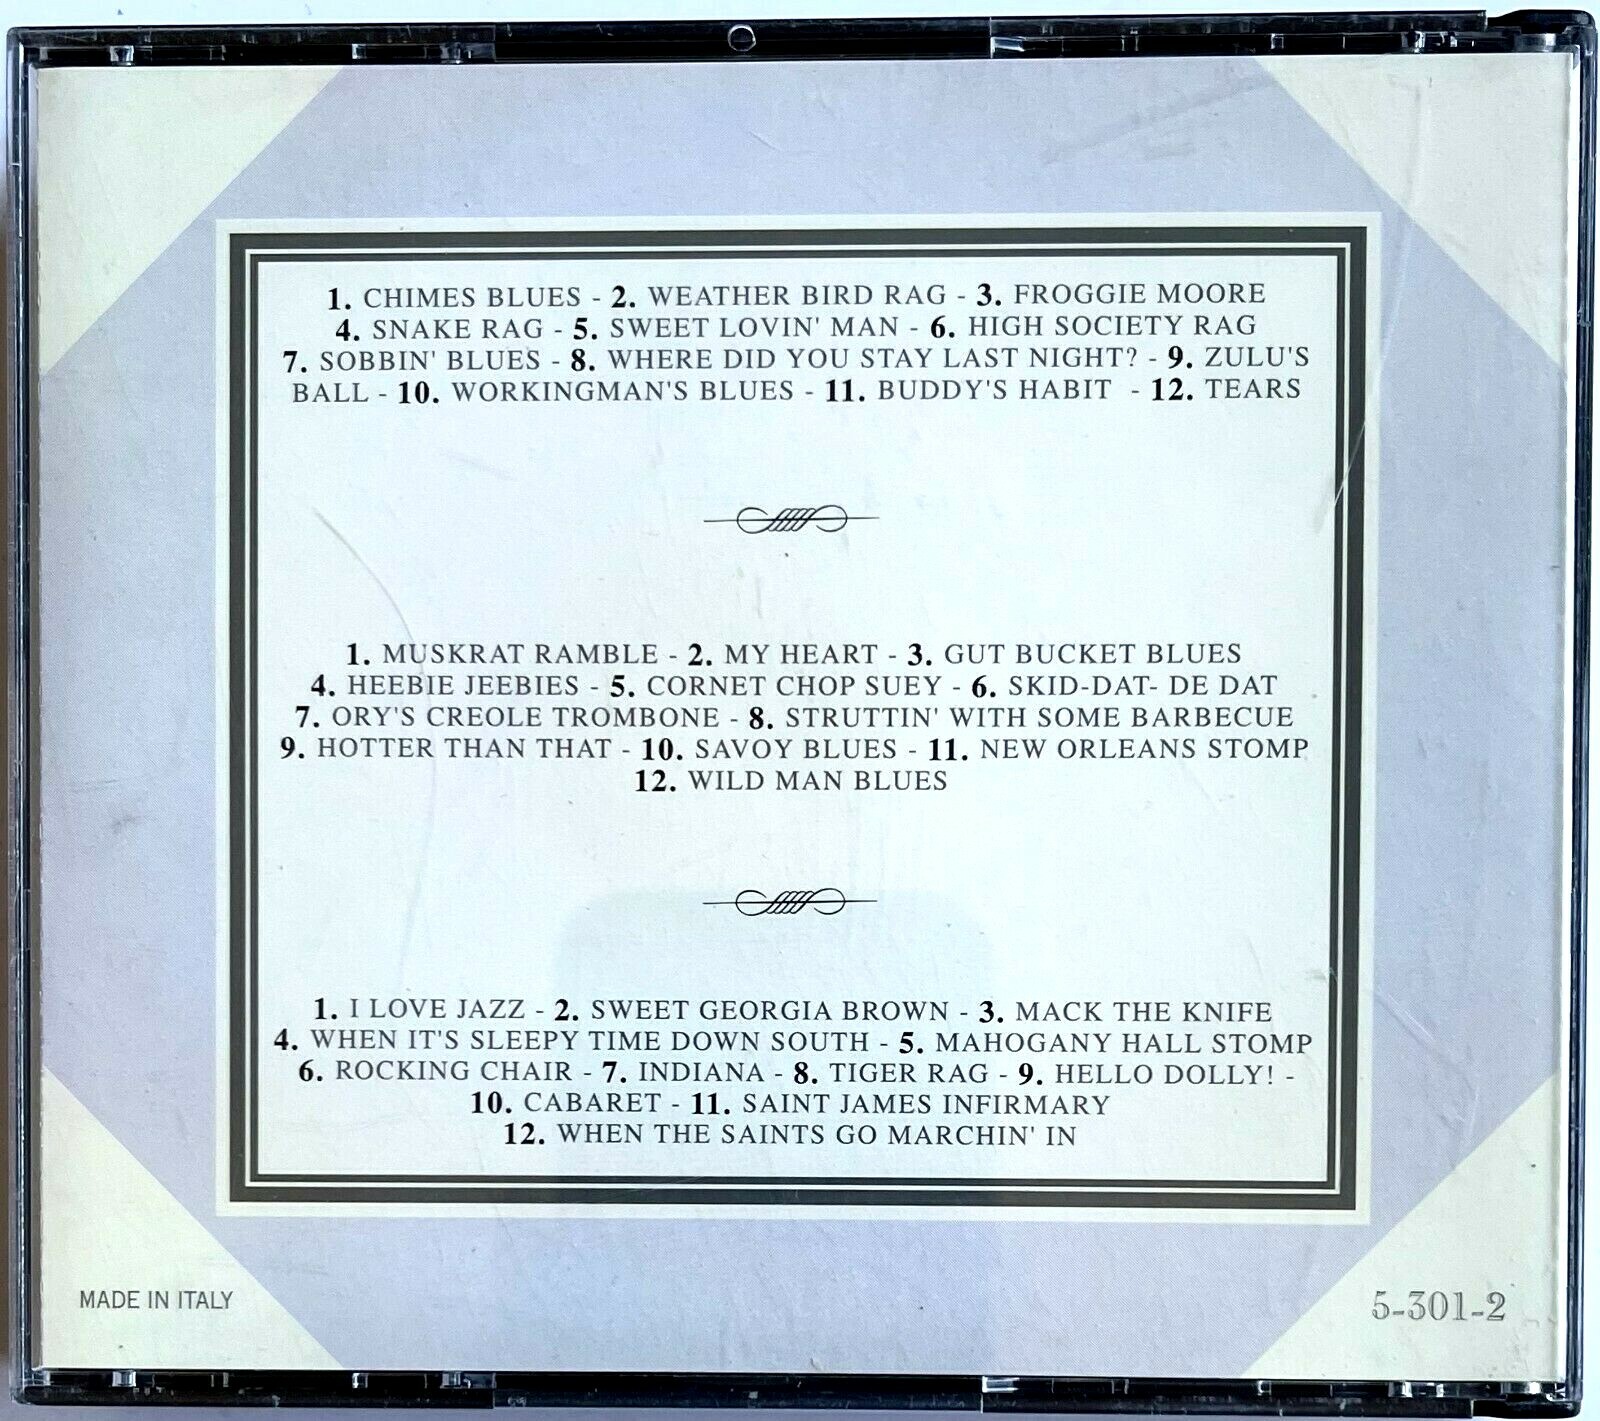 1. CHIMES BLUES - 2. WEATHER BIRD RAG - 3. FROGGIE MOORE
4. SNAKE RAG - 5. SWEET LOVIN' MAN - 6. HIGH SOCIETY RAG
7. SOBBIN' BLUES - 8. WHERE DID YOU STAY LAST NIGHT? - 9. ZULU'S
BALL - 10. WORKINGMAN'S BLUES - 11. BUDDY'S HABIT - 12. TEARS
1. MUSKRAT RAMBLE - 2. MY HEART - 3. GUT BUCKET BLUES
4. HEEBIE JEEBIES - 5. CORNET CHOP SUEY - 6. SKID-DAT- DE DAT
7. ORY'S CREOLE TROMBONE - 8. STRUTTIN' WITH SOME BARBECUE
9. HOTTER THAN THAT - 10. SAVOY BLUES - 11. NEW ORLEANS STOMP
12. WILD MAN BLUES
1. I LOVE JAZZ - 2. SWEET GEORGIA BROWN - 3. MACK THE KNIFE
4. WHEN IT'S SLEEPY TIME DOWN SOUTH - 5. MAHOGANY HALL STOMP
6. ROCKING CHAIR - 7. INDIANA - 8. TIGER RAG - 9. HELLO DOLLY! -
10. CABARET - 11. SAINT JAMES INFIRMARY
12. WHEN THE SAINTS GO MARCHIN' IN
MADE IN ITALY
5-301-2